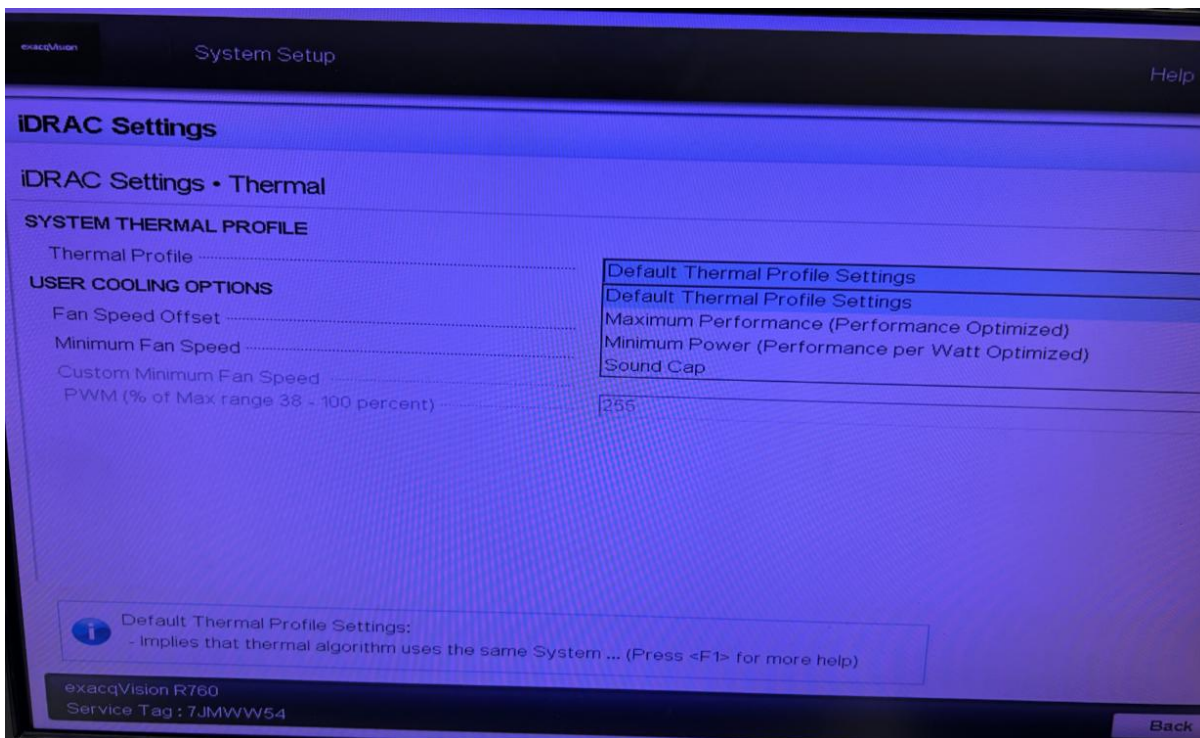 exacqVision
System Setup
Help
iDRAC Settings
iDRAC Settings • Thermal
SYSTEM THERMAL PROFILE
Thermal Profile
Default Thermal Profile Settings
Default Thermal Profile Settings
Maximum Performance (Performance Optimized)
Minimum Power (Performance per Watt Optimized)
Sound Cap
USER COOLING OPTIONS
Fan Speed Offset
Minimum Fan Speed
Custom Minimum Fan Speed
PWM (% of Max range 38 - 100 percent)
255
Default Thermal Profile Settings:
- Implies that thermal algorithm uses the same System ... (Press <F1> for more help)
exacqVision R760
Service Tag : 7JMWW54
Back